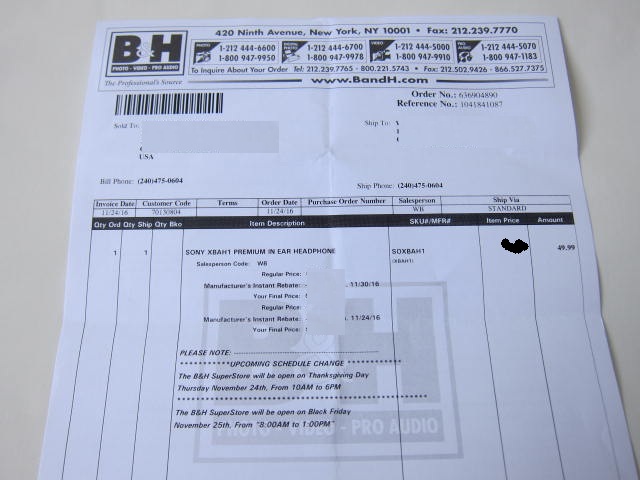 B&H
PHOTO - VIDEO - PRO AUDIO
The Professional's Source
420 Ninth Avenue, New York, NY 10001 • Fax: 212.239.7770
PHOTO 1-212 444-6600 1-800 947-9950
1-212 444-6700 1-800 947-9978
VIDEO 1-212 444-5000 1-800 947-9910
PRO AUDIO 1-212 444-5070 1-800 947-1183
To Inquire About Your Order Tel: 212.239.7765 - 800.221.5743 • Fax: 212.502.9426 — 866.527.7375
www.BandH.com
Order No.: 636904890
Reference No.: 1041841087
Sold To:
USA
Ship To:
Bill Phone: (240)475-0604
Ship Phone: (240)475-0604
Invoice Date Customer Code Terms Order Date Purchase Order Number Salesperson Ship Via
11/24/16 70130804 11/24/16 WB STANDARD
Qty Ord Qty Ship Qty Bko Item Description SKU#/MFR# Item Price Amount
1 1 SONY XBAH1 PREMIUM IN EAR HEADPHONE SOXBAH1 49.99
(XBAH1)
Salesperson Code: WB
Regular Price:
Manufacturer's Instant Rebate: - 11/30/16
Your Final Price:
Regular Price:
Manufacturer's Instant Rebate: - 11/24/16
Your Final Price:
PLEASE NOTE: ------------------------------
**********UPCOMING SCHEDULE CHANGE **********
The B&H SuperStore will be open on Thanksgiving Day
Thursday November 24th, From 10AM to 6PM
**************************************************
The B&H SuperStore will be open on Black Friday
November 25th, From "8:00AM to 1:00PM"
B&H
PHOTO - VIDEO - PRO AUDIO